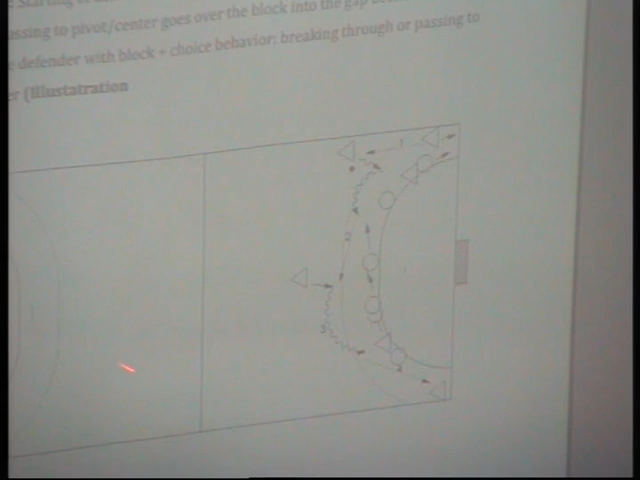 Starting
passing to pivot/center goes over the block into the gap
defender with block + choice behavior: breaking through or passing to
(Illustatration